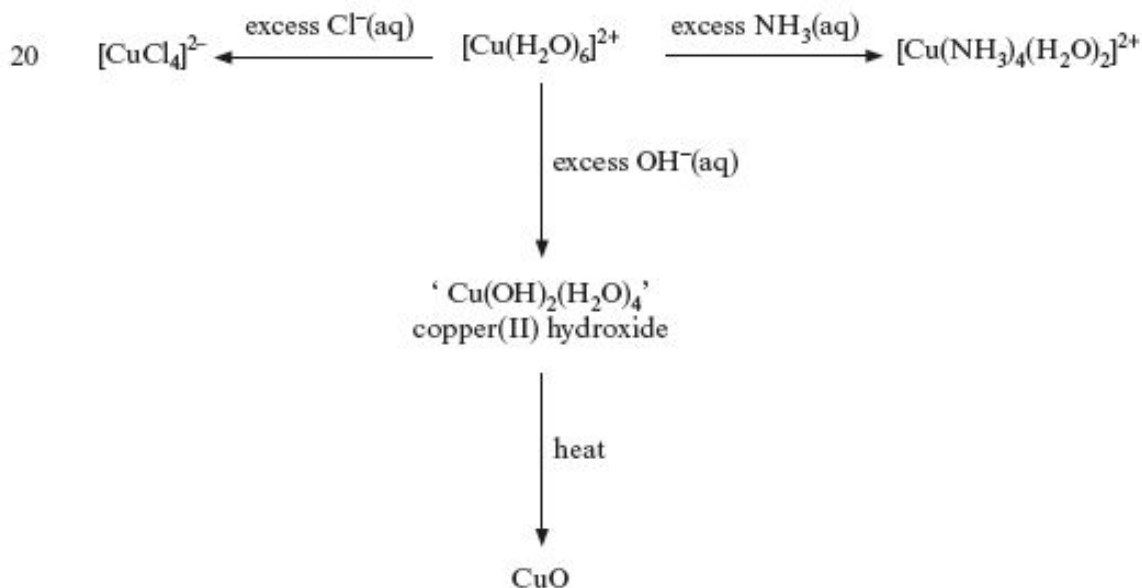 20 [CuCl₄]²⁻ excess Cl⁻(aq) [Cu(H₂O)₆]²⁺ excess NH₃(aq) [Cu(NH₃)₄(H₂O)₂]²⁺
excess OH⁻(aq)
‘ Cu(OH)₂(H₂O)₄’
copper(II) hydroxide
heat
CuO